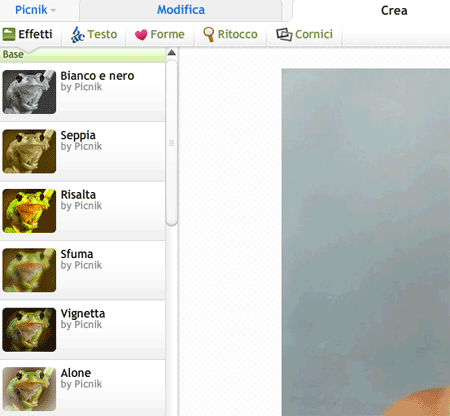 Picnik Modifica Crea
Effetti Testo Forme Ritocco Cornici
Base
Bianco e nero
by Picnik
Seppia
by Picnik
Risalta
by Picnik
Sfuma
by Picnik
Vignetta
by Picnik
Alone
by Picnik